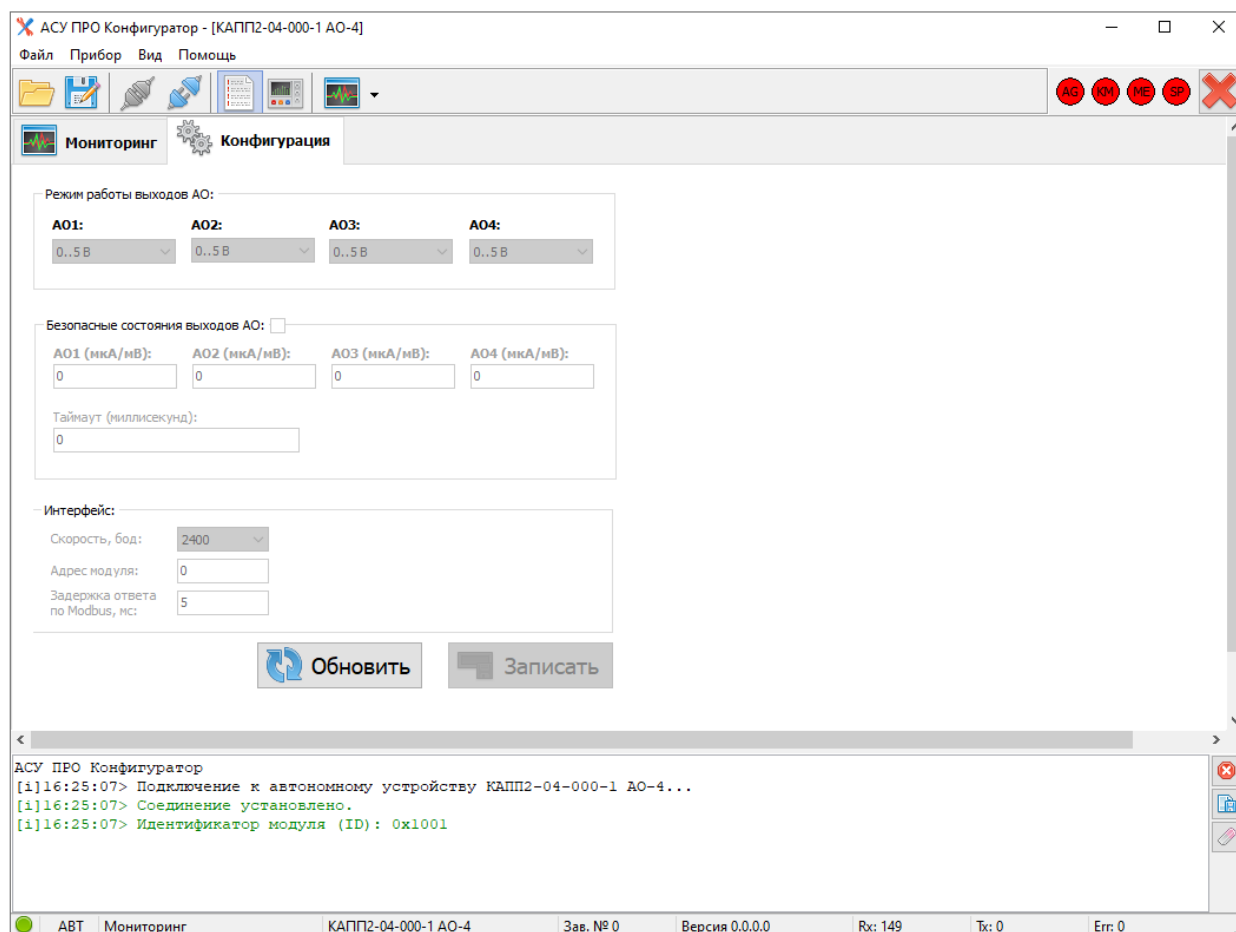 АСУ ПРО Конфигуратор - [КАПП2-04-000-1 АО-4]
Файл Прибор Вид Помощь
AG KM ME SP
Мониторинг Конфигурация
Режим работы выходов АО:
АО1: АО2: АО3: АО4:
0..5 В 0..5 В 0..5 В 0..5 В
Безопасные состояния выходов АО:
АО1 (мкА/мВ): АО2 (мкА/мВ): АО3 (мкА/мВ): АО4 (мкА/мВ):
0 0 0 0
Таймаут (миллисекунд):
0
Интерфейс:
Скорость, бод: 2400
Адрес модуля: 0
Задержка ответа
по Modbus, мс: 5
Обновить Записать
АСУ ПРО Конфигуратор
[i]16:25:07> Подключение к автономному устройству КАПП2-04-000-1 АО-4...
[i]16:25:07> Соединение установлено.
[i]16:25:07> Идентификатор модуля (ID): 0x1001
АВТ Мониторинг КАПП2-04-000-1 АО-4 Зав. № 0 Версия 0.0.0.0 Rx: 149 Tx: 0 Err: 0